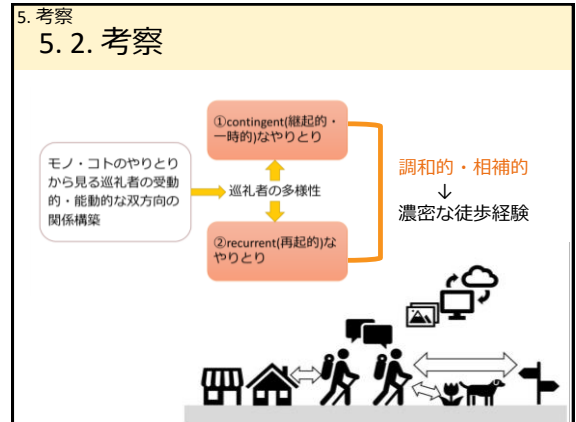 5. 考察
5. 2. 考察
①contingent(継起的・
一時的)なやりとり
モノ・コトのやりとり
から見る巡礼者の受動
的・能動的な双方向の
関係構築
巡礼者の多様性
②recurrent(再起的)な
やりとり
調和的・相補的
↓
濃密な徒歩経験